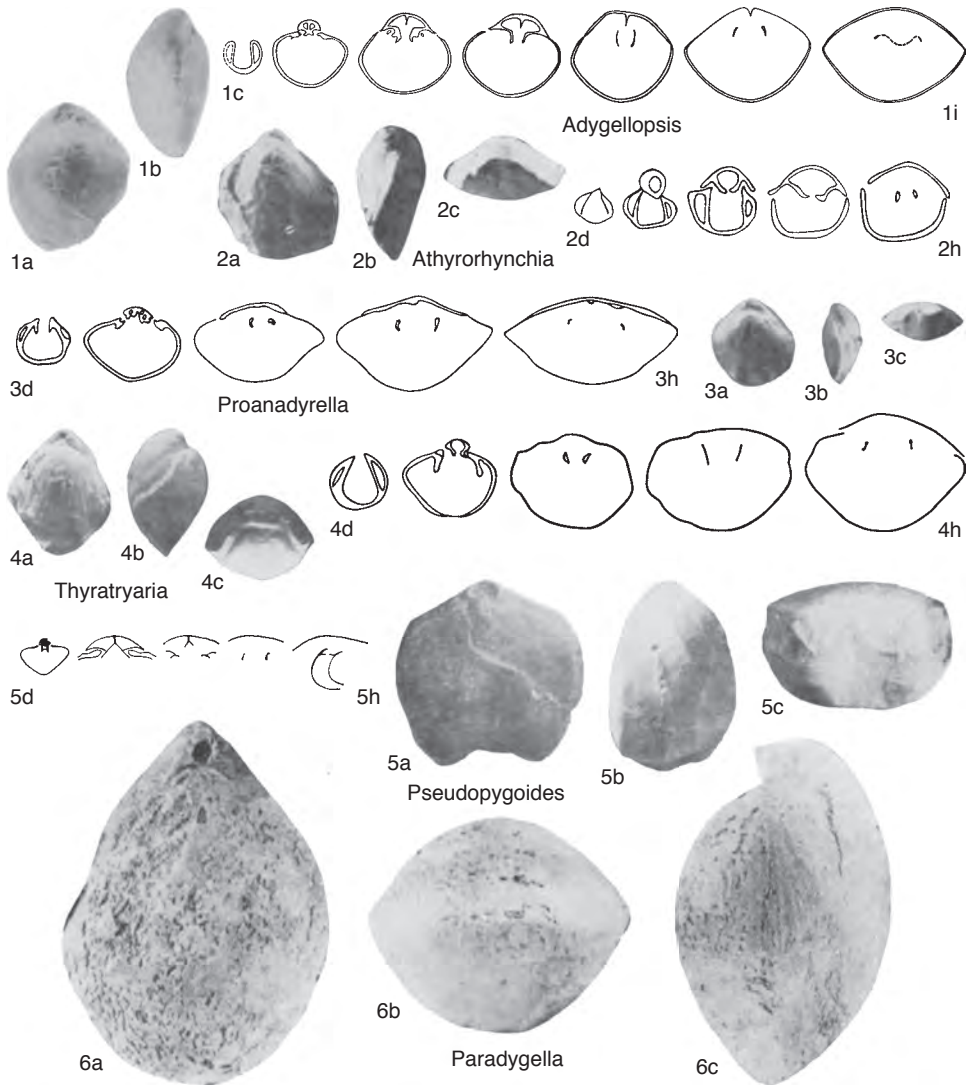 1c
1b
1i
Adygellopsis
1a
2a
2b
2c
2d
2h
Athyrorhynchia
3d
3h
3a
3b
3c
Proanadyrella
4a
4b
4c
4d
4h
Thyratryaria
5d
5h
5a
5b
5c
Pseudopygoides
6a
6b
6c
Paradygella